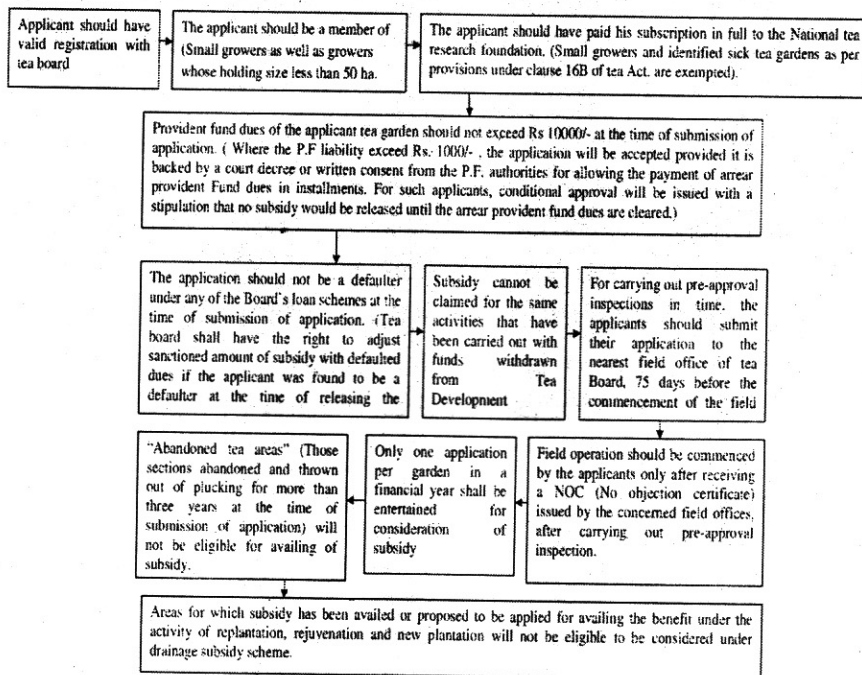 Applicant should have
valid registration with
tea board
The applicant should be a member of
(Small growers as well as growers
whose holding size less than 50 ha.
The applicant should have paid his subscription in full to the National tea
research foundation. (Small growers and identified sick tea gardens as per
provisions under clause 16B of tea Act. are exempted).
Provident fund dues of the applicant tea garden should not exceed Rs 10000/- at the time of submission of
application. ( Where the P.F liability exceed Rs. 1000/- , the application will be accepted provided it is
backed by a court decree or written consent from the P.F. authorities for allowing the payment of arrear
provident Fund dues in installments. For such applicants, conditional approval will be issued with a
stipulation that no subsidy would be released until the arrear provident fund dues are cleared.)
The application should not be a defaulter
under any of the Board's loan schemes at the
time of submission of application. (Tea
board shall have the right to adjust
sanctioned amount of subsidy with defaulted
dues if the applicant was found to be a
defaulter at the time of releasing the
Subsidy cannot be
claimed for the same
activities that have
been carried out with
funds withdrawn
from Tea
Development
For carrying out pre-approval
inspections in time, the
applicants should submit
their application to the
nearest field office of tea
Board, 75 days before the
commencement of the field
Field operation should be commenced
by the applicants only after receiving
a NOC (No objection certificate)
issued by the concerned field offices,
after carrying out pre-approval
inspection.
Only one application
per garden in a
financial year shall be
entertained for
consideration of
subsidy
"Abandoned tea areas" (Those
sections abandoned and thrown
out of plucking for more than
three years at the time of
submission of application) will
not be eligible for availing of
subsidy.
Areas for which subsidy has been availed or proposed to be applied for availing the benefit under the
activity of replantation, rejuvenation and new plantation will not be eligible to be considered under
drainage subsidy scheme.